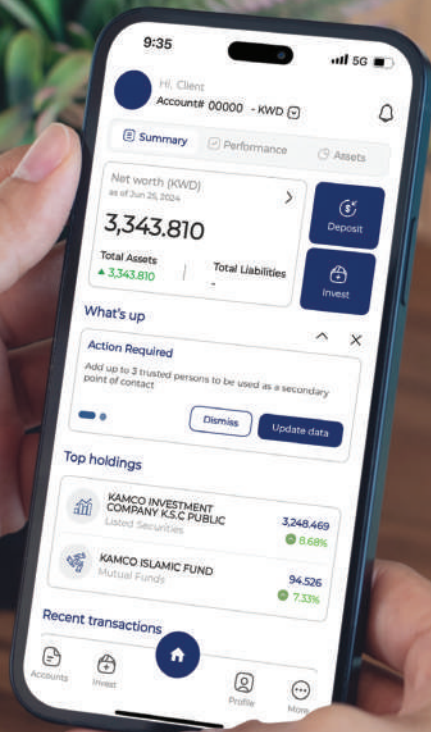 9:35
5G
Hi, Client
Account# 00000 - KWD
Summary
Performance
Assets
Net worth (KWD)
as of Jun 25, 2024
3,343.810
Total Assets
3,343.810
Total Liabilities
-
Deposit
Invest
What's up
Action Required
Add up to 3 trusted persons to be used as a secondary
point of contact
Dismiss
Update data
Top holdings
KAMCO INVESTMENT
COMPANY K.S.C PUBLIC
Listed Securities
3,248.469
8.68%
KAMCO ISLAMIC FUND
Mutual Funds
94.526
7.33%
Recent transactions
Accounts
Invest
Profile
More